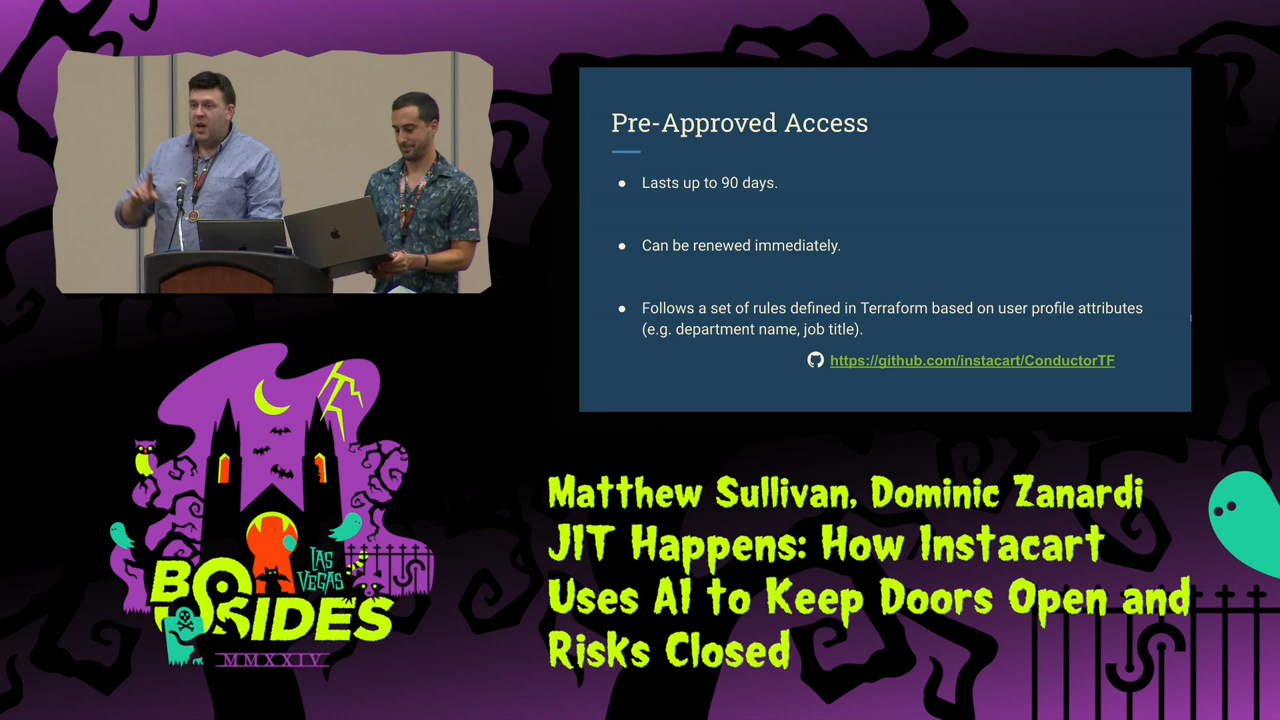 Pre-Approved Access
● Lasts up to 90 days.
● Can be renewed immediately.
● Follows a set of rules defined in Terraform based on user profile attributes
(e.g. department name, job title).
https://github.com/instacart/ConductorTF
LAS
VEGAS
BSIDES
MMXXIV
Matthew Sullivan, Dominic Zanardi
JIT Happens: How Instacart
Uses AI to Keep Doors Open and
Risks Closed